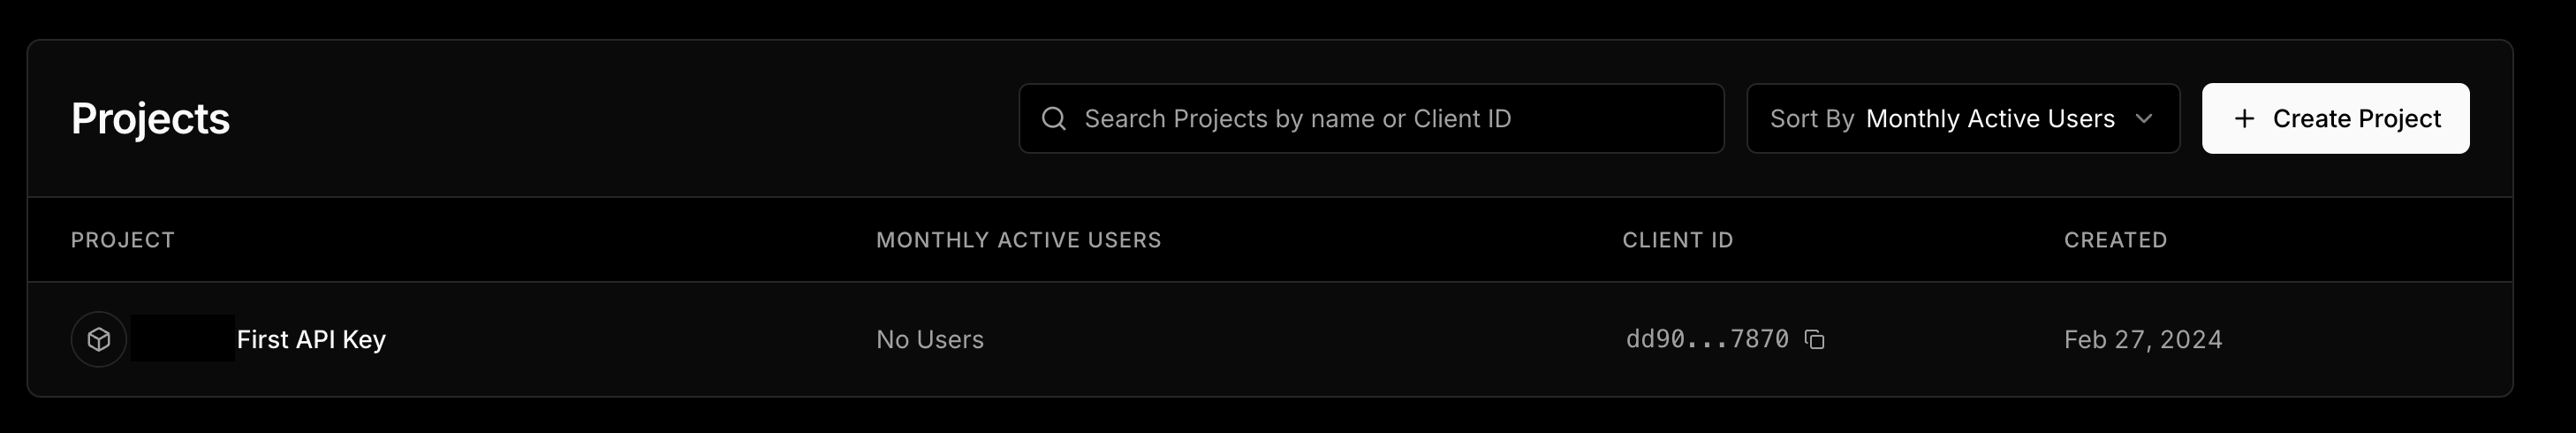 Projects
Search Projects by name or Client ID
Sort By Monthly Active Users
Create Project
PROJECT MONTHLY ACTIVE USERS CLIENT ID CREATED
First API Key No Users dd90...7870 Feb 27, 2024